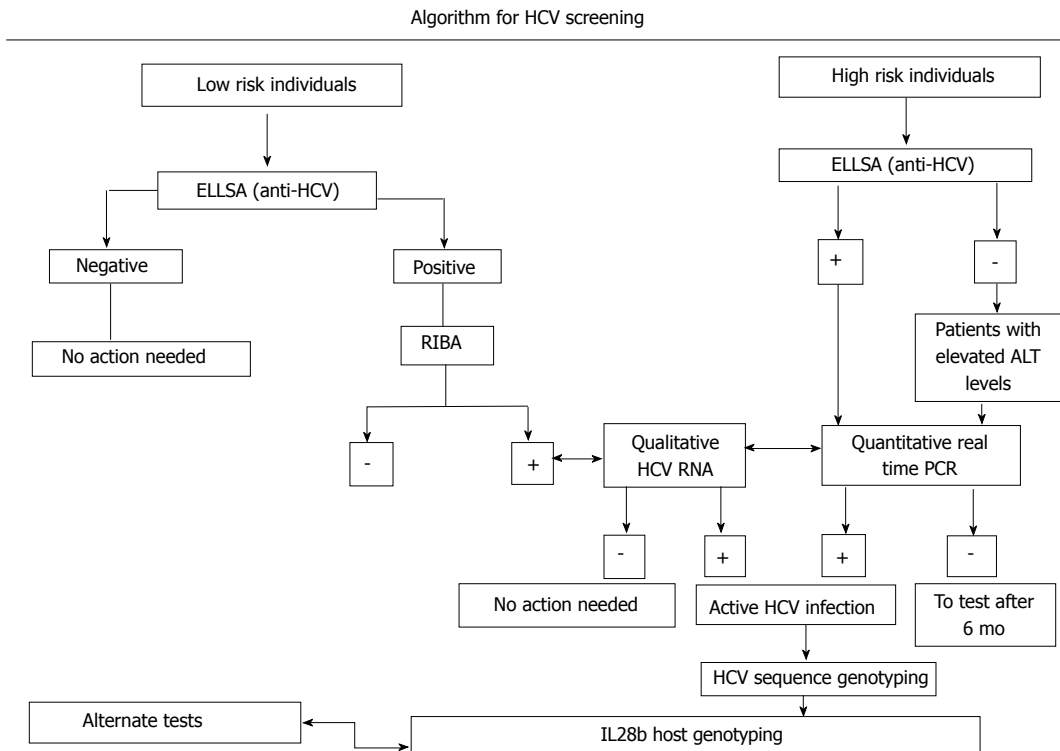 Algorithm for HCV screening
Low risk individuals
High risk individuals
ELLSA (anti-HCV)
ELLSA (anti-HCV)
Negative
Positive
+
-
No action needed
RIBA
Patients with
elevated ALT
levels
-
+
Qualitative
HCV RNA
Quantitative real
time PCR
-
+
+
-
No action needed
Active HCV infection
To test after
6 mo
HCV sequence genotyping
Alternate tests
IL28b host genotyping